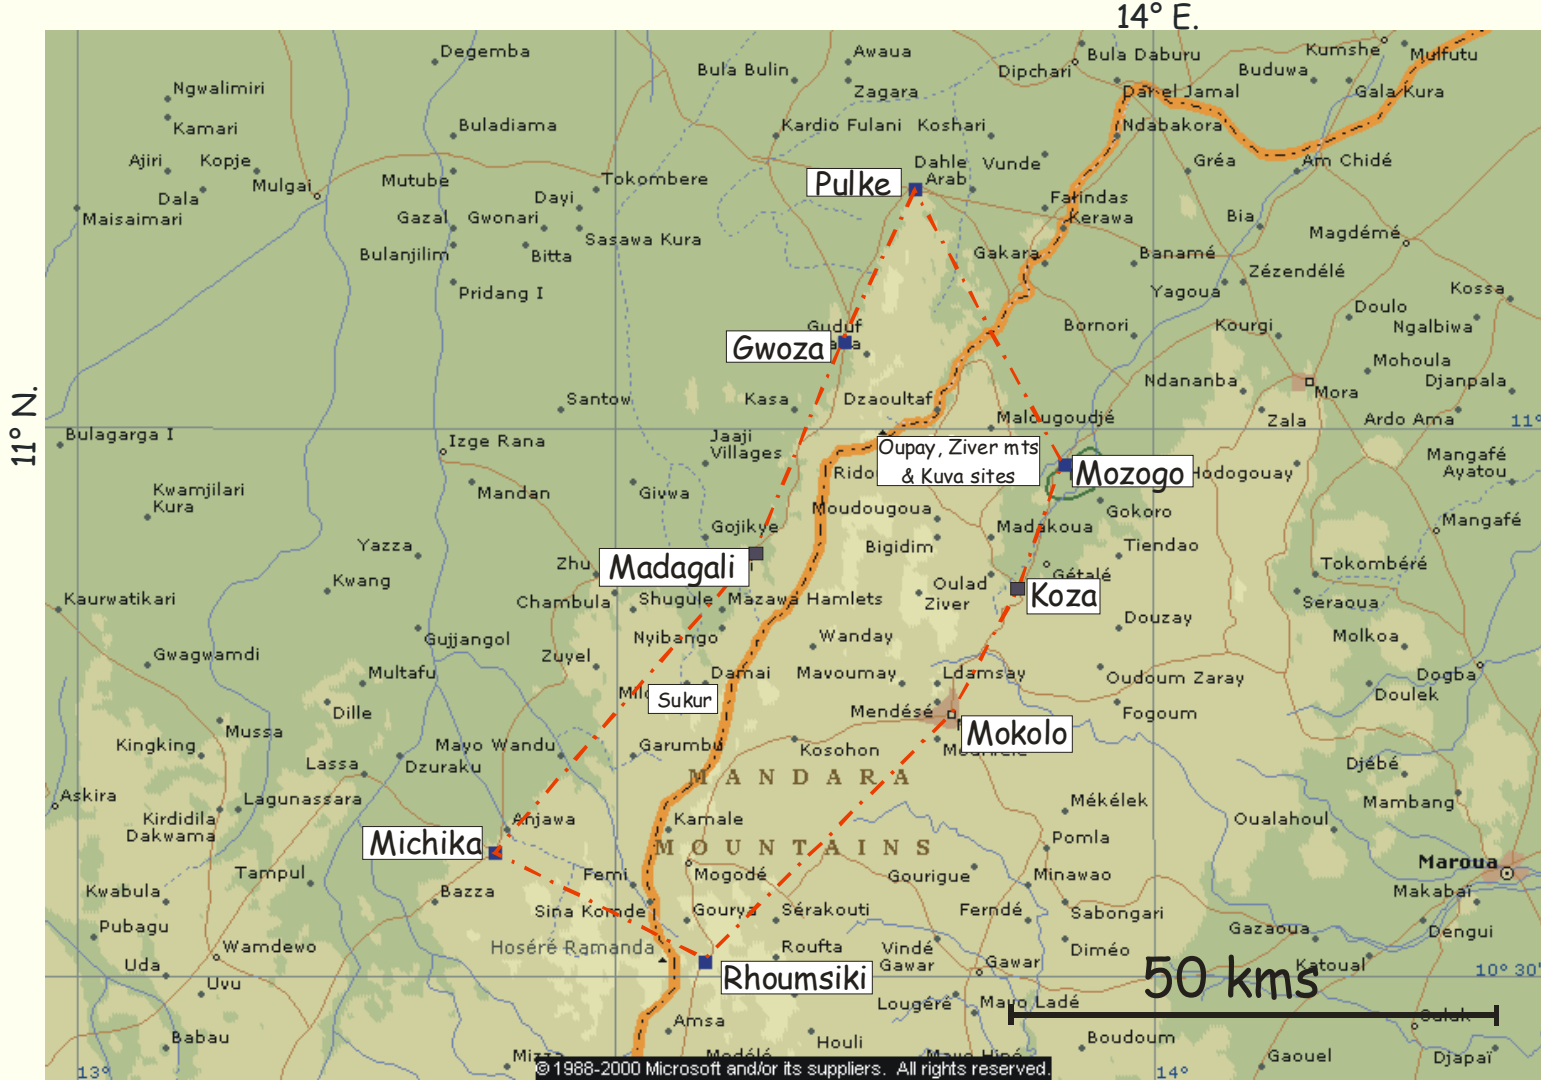 14° E.
Degemba
Awaua
Bula Daburu
Kumshe
Mulfutu
Bula Bulin
Dipchari
Buduwa
Ngwalimiri
Zagara
Dar el Jamal
Gala Kura
Kamari
Buladiama
Kardio Fulani
Koshari
Ndabakora
Ajiri
Kopje
Dahle
Arab
Vunde
Gréa
Am Chidé
Mulgai
Mutube
Tokombere
Pulke
Dala
Dayi
Falindas
Maisaimari
Gazal
Gwonari
Kerawa
Bia
Sasawa Kura
Magdémé
Bulanjilim
Bitta
Gakara
Banamé
Zézendélé
Pridang I
Yagoua
Kossa
Doulo
Guduf
Bornori
Kourgi
Ngalbiwa
Gwoza
Mohoula
Ndananba
Djanpala
11° N.
Santow
Kasa
Dzaoultaf
Mora
Malougoudjé
Zala
Ardo Ama
11°
Bulagarga I
Izge Rana
Jaaji
Villages
Oupay, Ziver mts
& Kuva sites
Mangafé
Ayatou
Rido
Mozogo
Hodogouay
Kwamjilari
Kura
Mandan
Givwa
Moudougoua
Gokoro
Mangafé
Gojikye
Madakoua
Yazza
Bigidim
Tiendao
Zhu
Madagali
Gétalé
Tokombéré
Kwang
Oulad
Ziver
Koza
Kaurwatikari
Chambula
Shugule
Mazawa Hamlets
Seraoua
Douzay
Gujjangol
Nyibango
Wanday
Molkoa
Gwagwamdi
Zuyel
Multafu
Damai
Mavoumay
Ldamsay
Oudoum Zaray
Dogba
Sukur
Doulek
Dille
Mendésé
Fogoum
Mussa
Mokolo
Kingking
Mayo Wandu
Garumbu
Kosohon
Lassa
Dzuraku
Djébé
MANDARA
Askira
Lagunassara
Mékélek
Mambang
Kirdidila
Dakwama
Anjawa
Kamale
Oualahoul
Michika
Pomla
MOUNTAINS
Maroua
Tampul
Femi
Mogodé
Gourigue
Minawao
Kwabula
Bazza
Makabaï
Sina Komde
Gourya
Sérakouti
Ferndé
Sabongari
Pubagu
Gazaoua
Dengui
Wamdewo
Hoséré Ramanda
Roufta
Vindé
Gawar
Diméo
Uda
Gawar
Katoual
10° 30'
Uvu
Rhoumsiki
50 kms
Lougéré
Mayo Ladé
Amsa
Babau
Houli
Boudoum
Gaouel
Djapaï
13°
© 1988-2000 Microsoft and/or its suppliers. All rights reserved.
14°